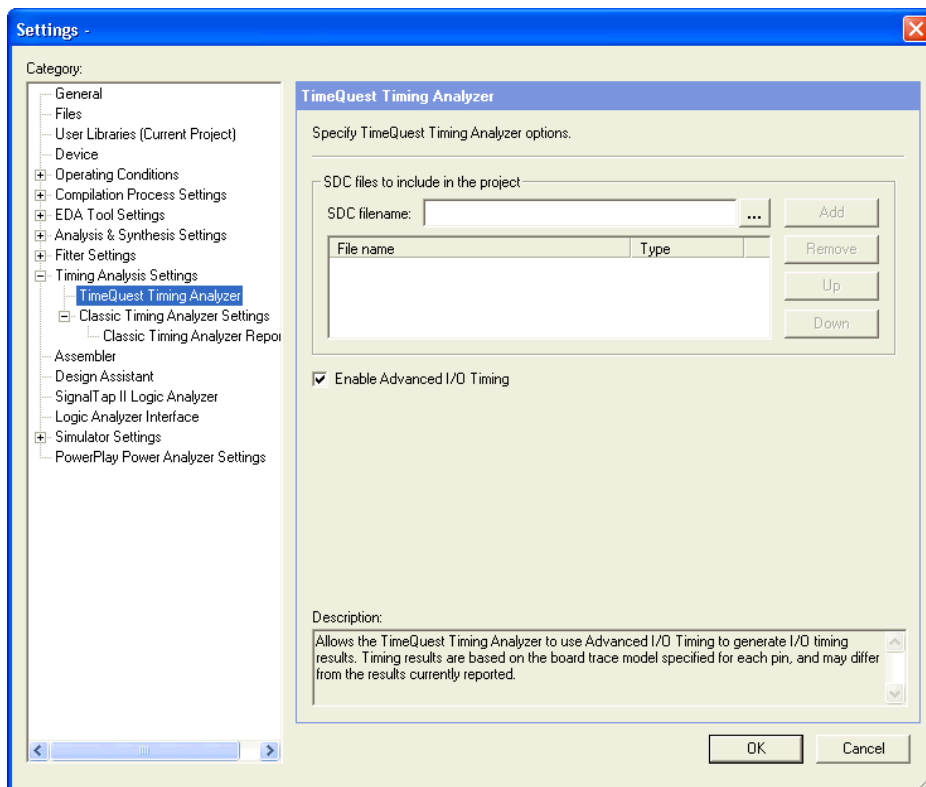 Settings -
Category:
General
Files
User Libraries (Current Project)
Device
Operating Conditions
Compilation Process Settings
EDA Tool Settings
Analysis & Synthesis Settings
Fitter Settings
Timing Analysis Settings
TimeQuest Timing Analyzer
Classic Timing Analyzer Settings
Classic Timing Analyzer Repor
Assembler
Design Assistant
SignalTap II Logic Analyzer
Logic Analyzer Interface
Simulator Settings
PowerPlay Power Analyzer Settings
TimeQuest Timing Analyzer
Specify TimeQuest Timing Analyzer options.
SDC files to include in the project
SDC filename:
...
Add
File name
Type
Remove
Up
Down
Enable Advanced I/O Timing
Description:
Allows the TimeQuest Timing Analyzer to use Advanced I/O Timing to generate I/O timing
results. Timing results are based on the board trace model specified for each pin, and may differ
from the results currently reported.
OK
Cancel